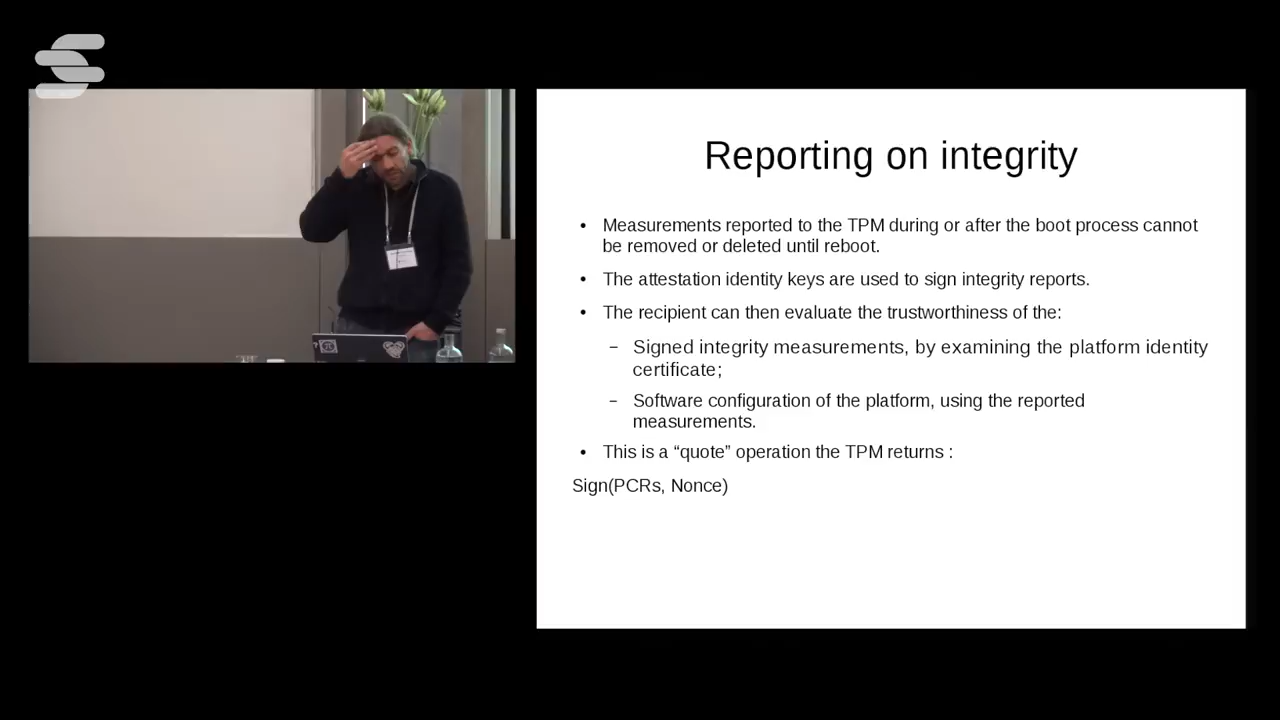 Reporting on integrity
• Measurements reported to the TPM during or after the boot process cannot
be removed or deleted until reboot.
• The attestation identity keys are used to sign integrity reports.
• The recipient can then evaluate the trustworthiness of the:
– Signed integrity measurements, by examining the platform identity
certificate;
– Software configuration of the platform, using the reported
measurements.
• This is a “quote” operation the TPM returns :
Sign(PCRs, Nonce)